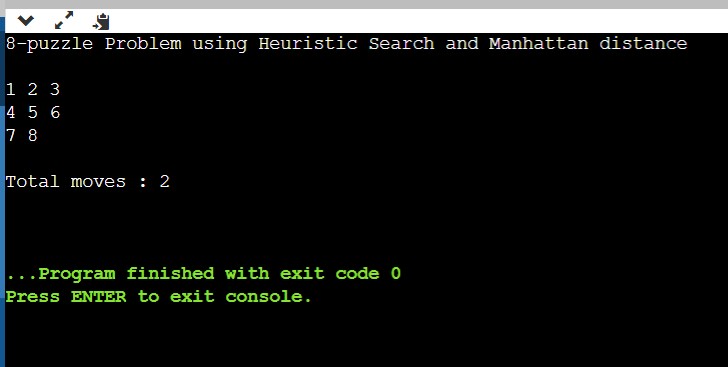 8-puzzle Problem using Heuristic Search and Manhattan distance
1 2 3
4 5 6
7 8
Total moves : 2
...Program finished with exit code 0
Press ENTER to exit console.